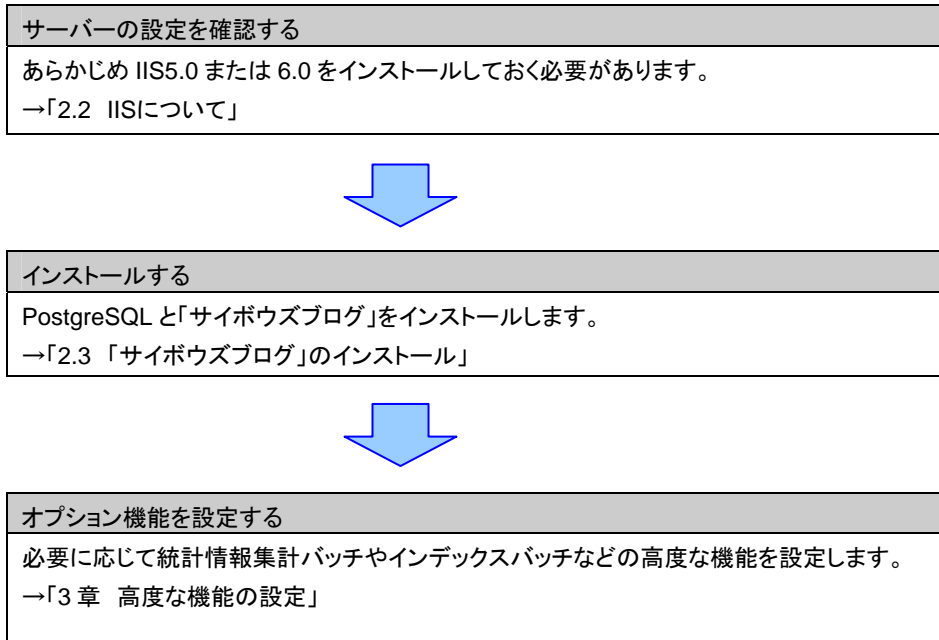 サーバーの設定を確認する
あらかじめ IIS5.0 または 6.0 をインストールしておく必要があります。
→「2.2 IISについて」
インストールする
PostgreSQL と「サイボウズブログ」をインストールします。
→「2.3 「サイボウズブログ」のインストール」
オプション機能を設定する
必要に応じて統計情報集計バッチやインデックスバッチなどの高度な機能を設定します。
→「3 章 高度な機能の設定」